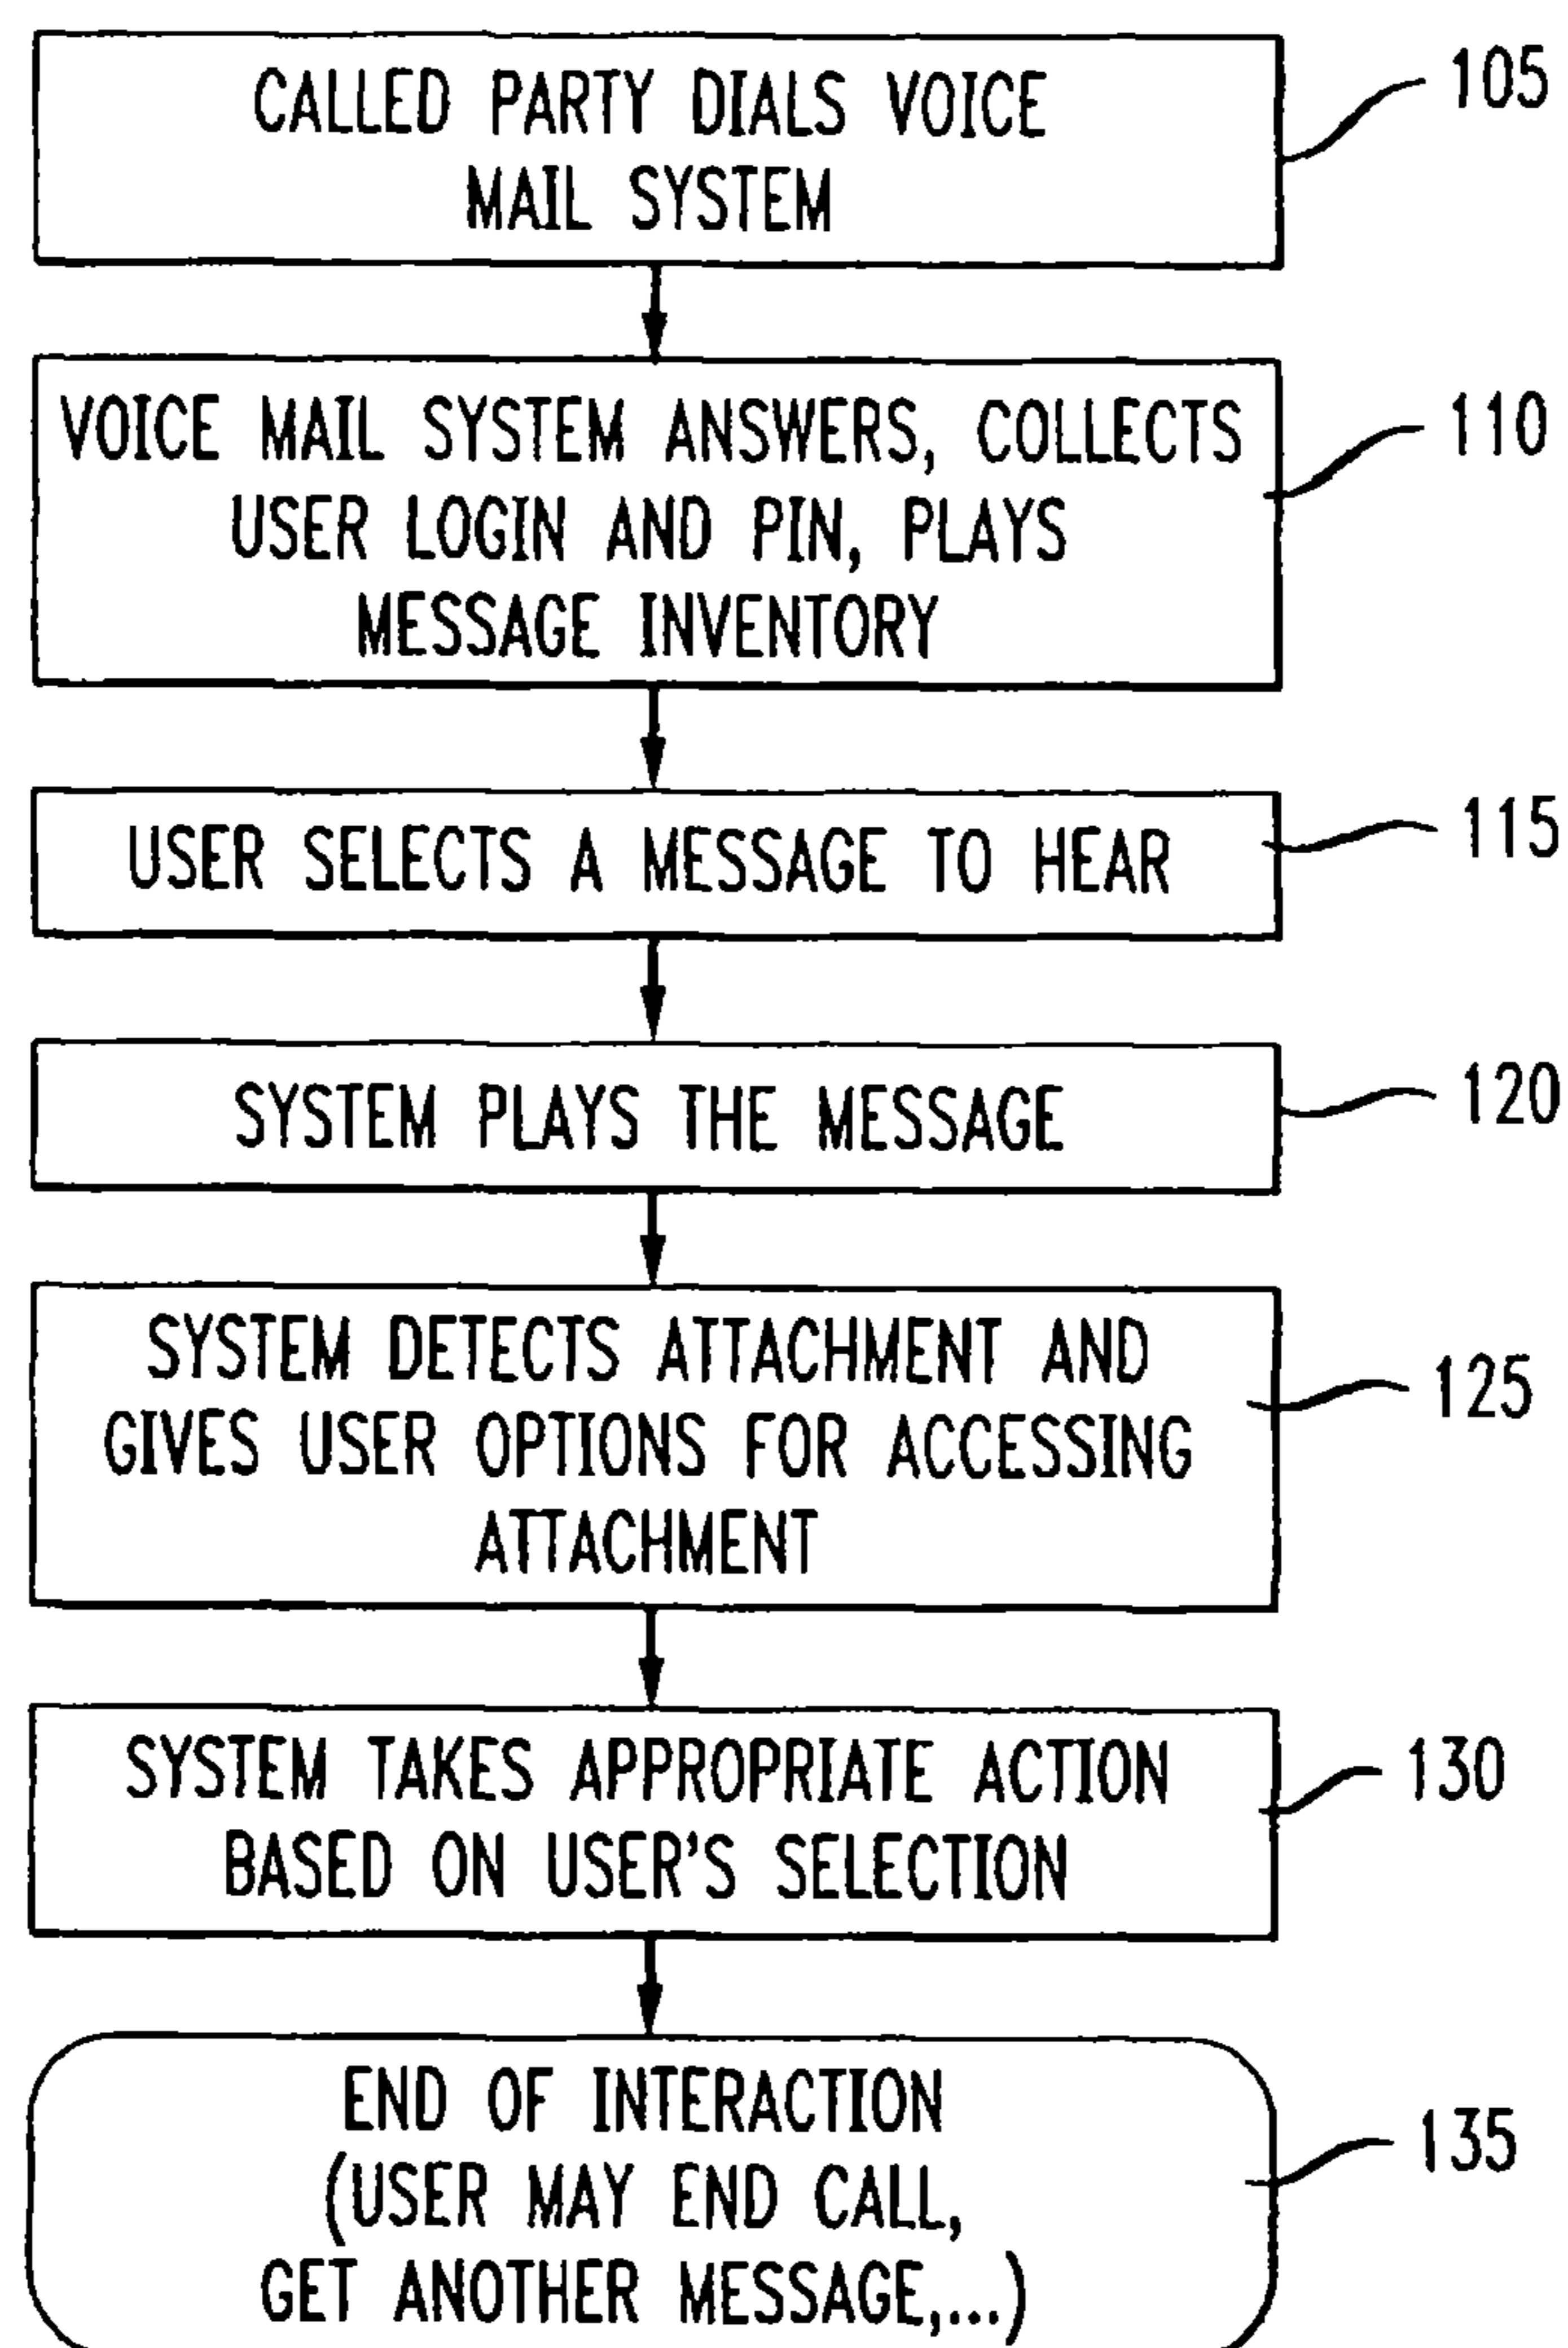 CALLED PARTY DIALS VOICE
MAIL SYSTEM
105
VOICE MAIL SYSTEM ANSWERS, COLLECTS
USER LOGIN AND PIN, PLAYS
MESSAGE INVENTORY
110
USER SELECTS A MESSAGE TO HEAR
115
SYSTEM PLAYS THE MESSAGE
120
SYSTEM DETECTS ATTACHMENT AND
GIVES USER OPTIONS FOR ACCESSING
ATTACHMENT
125
SYSTEM TAKES APPROPRIATE ACTION
BASED ON USER'S SELECTION
130
END OF INTERACTION
(USER MAY END CALL,
GET ANOTHER MESSAGE,...)
135